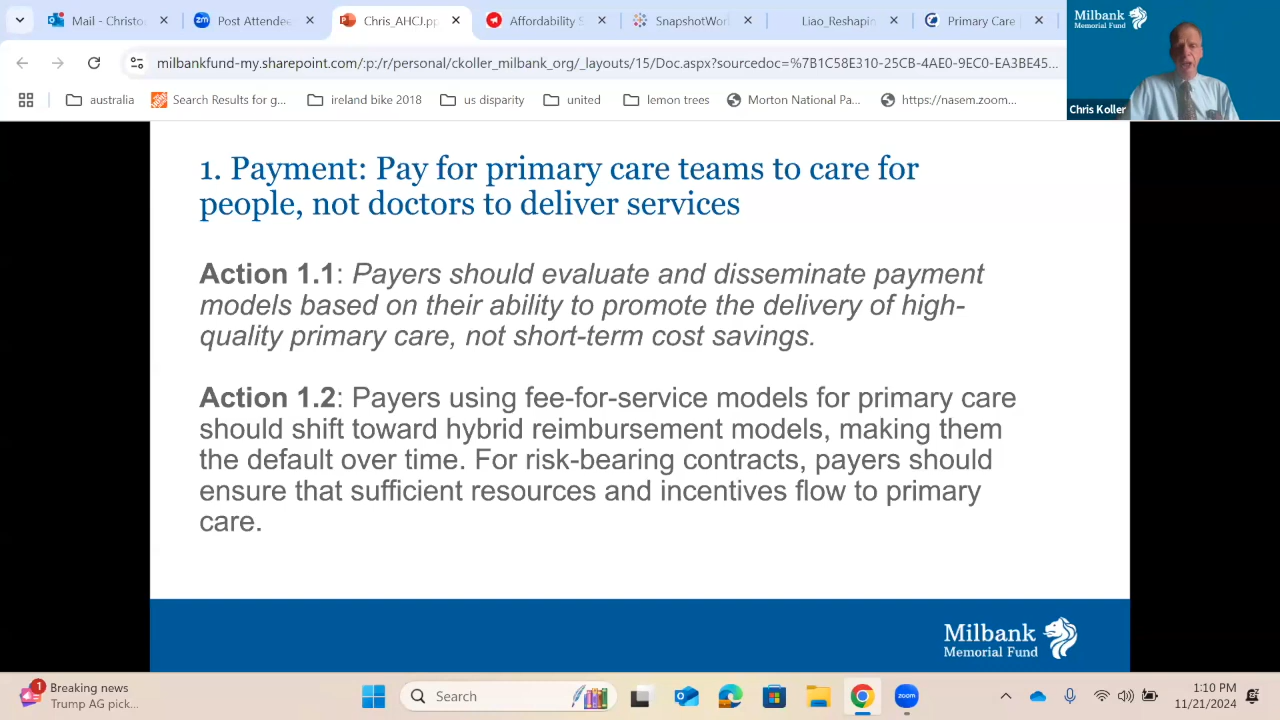 Mail - Christo
Post Attendee
Chris_AHCJ.pp
Affordability S
SnapshotWor
Liao_Reshapin
Primary Care
milbankfund-my.sharepoint.com/:p:/r/personal/ckoller_milbank_org/_layouts/15/Doc.aspx?sourcedoc=%7B1C58E310-25CB-4AE0-9EC0-EA3BE45...
australia
Search Results for g...
ireland bike 2018
us disparity
united
lemon trees
Morton National Pa...
https://nasem.zoom...
Milbank
Memorial Fund
Chris Koller
1. Payment: Pay for primary care teams to care for
people, not doctors to deliver services
Action 1.1: Payers should evaluate and disseminate payment
models based on their ability to promote the delivery of high-
quality primary care, not short-term cost savings.
Action 1.2: Payers using fee-for-service models for primary care
should shift toward hybrid reimbursement models, making them
the default over time. For risk-bearing contracts, payers should
ensure that sufficient resources and incentives flow to primary
care.
Milbank
Memorial Fund
1
Breaking news
Trump AG pick...
Search
zoom
1:10 PM
11/21/2024